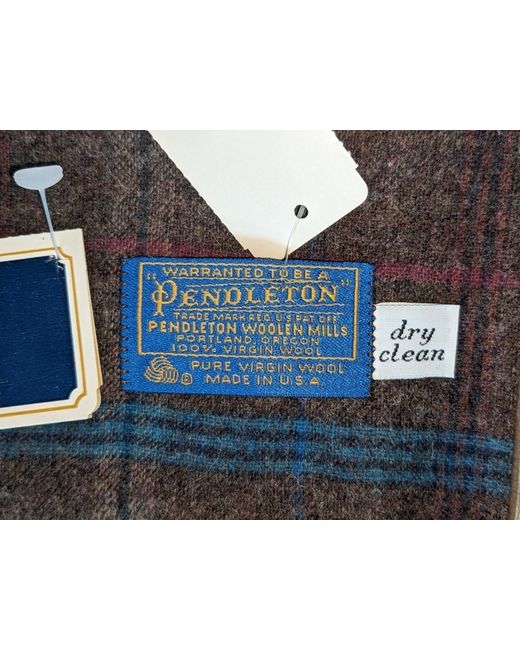 "WARRANTED TO BE A
PENDLETON"
TRADE MARK REG. U.S. PAT. OFF.
PENDLETON WOOLEN MILLS
PORTLAND, OREGON
100% VIRGIN WOOL
PURE VIRGIN WOOL
® MADE IN U.S.A.
dry
clean